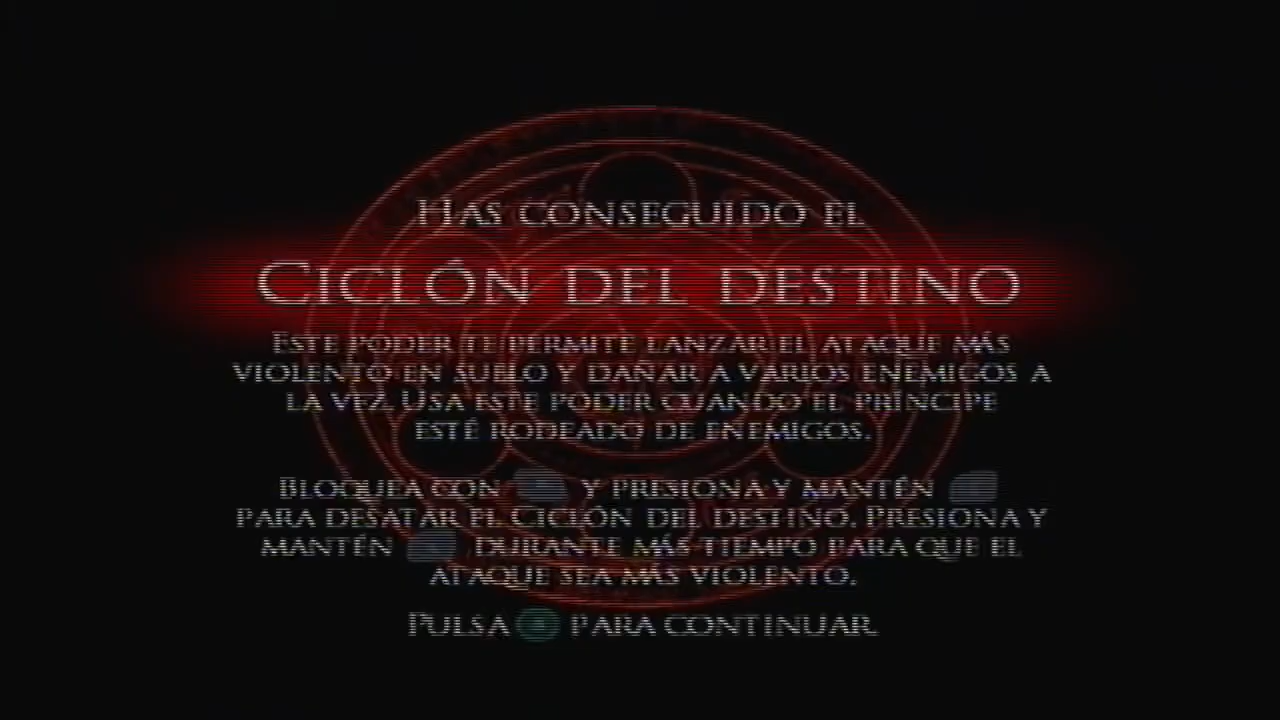 Has conseguido el
Ciclón del destino
Este poder te permite lanzar el ataque más
violento en suelo y dañar a varios enemigos a
la vez. Usa este poder cuando el príncipe
esté rodeado de enemigos.
Bloquea con y presiona y mantén
para desatar el Ciclón del destino. Presiona y
mantén durante más tiempo para que el
ataque sea más violento.
Pulsa para continuar.